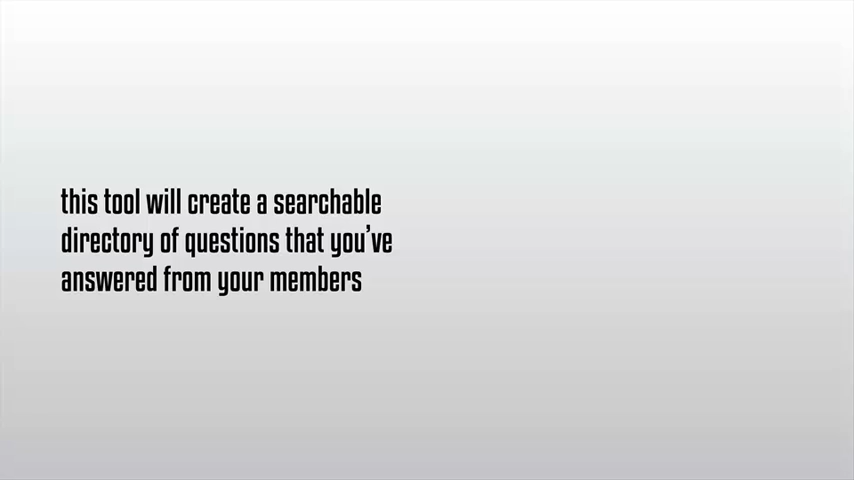 this tool will create a searchable
directory of questions that you’ve
answered from your members